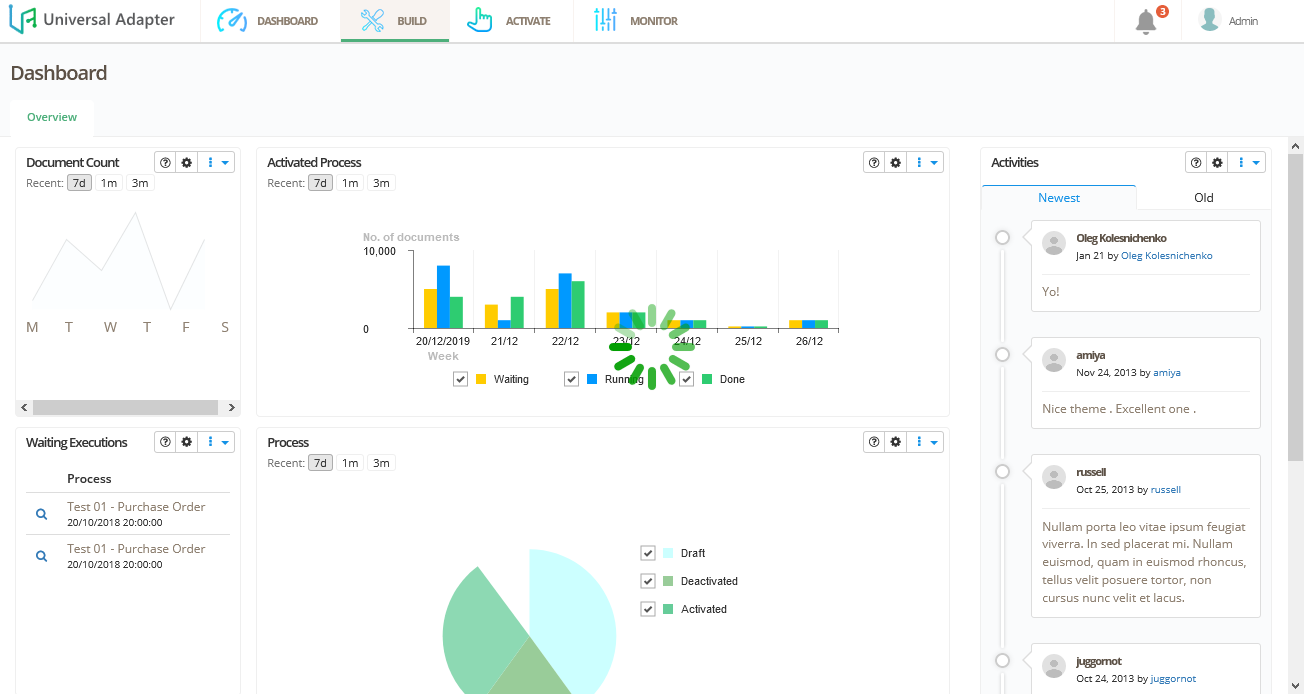 Universal Adapter
DASHBOARD
BUILD
ACTIVATE
MONITOR
3
Admin
Dashboard
Overview
Document Count
Recent: 7d 1m 3m
M T W T F S
Activated Process
Recent: 7d 1m 3m
No. of documents
10,000
0
20/12/2019 21/12 22/12 23/12 24/12 25/12 26/12
Week
Waiting Running Done
Activities
Newest Old
Oleg Kolesnichenko
Jan 21 by Oleg Kolesnichenko
Yo!
amiya
Nov 24, 2013 by amiya
Nice theme . Excellent one .
russell
Oct 25, 2013 by russell
Nullam porta leo vitae ipsum feugiat
viverra. In sed placerat mi. Nullam
euismod, quam in euismod rhoncus,
tellus velit posuere tortor, non
cursus nunc velit et lacus.
juggornot
Oct 24, 2013 by juggornot
Waiting Executions
Process
Test 01 - Purchase Order
20/10/2018 20:00:00
Test 01 - Purchase Order
20/10/2018 20:00:00
Process
Recent: 7d 1m 3m
Draft
Deactivated
Activated